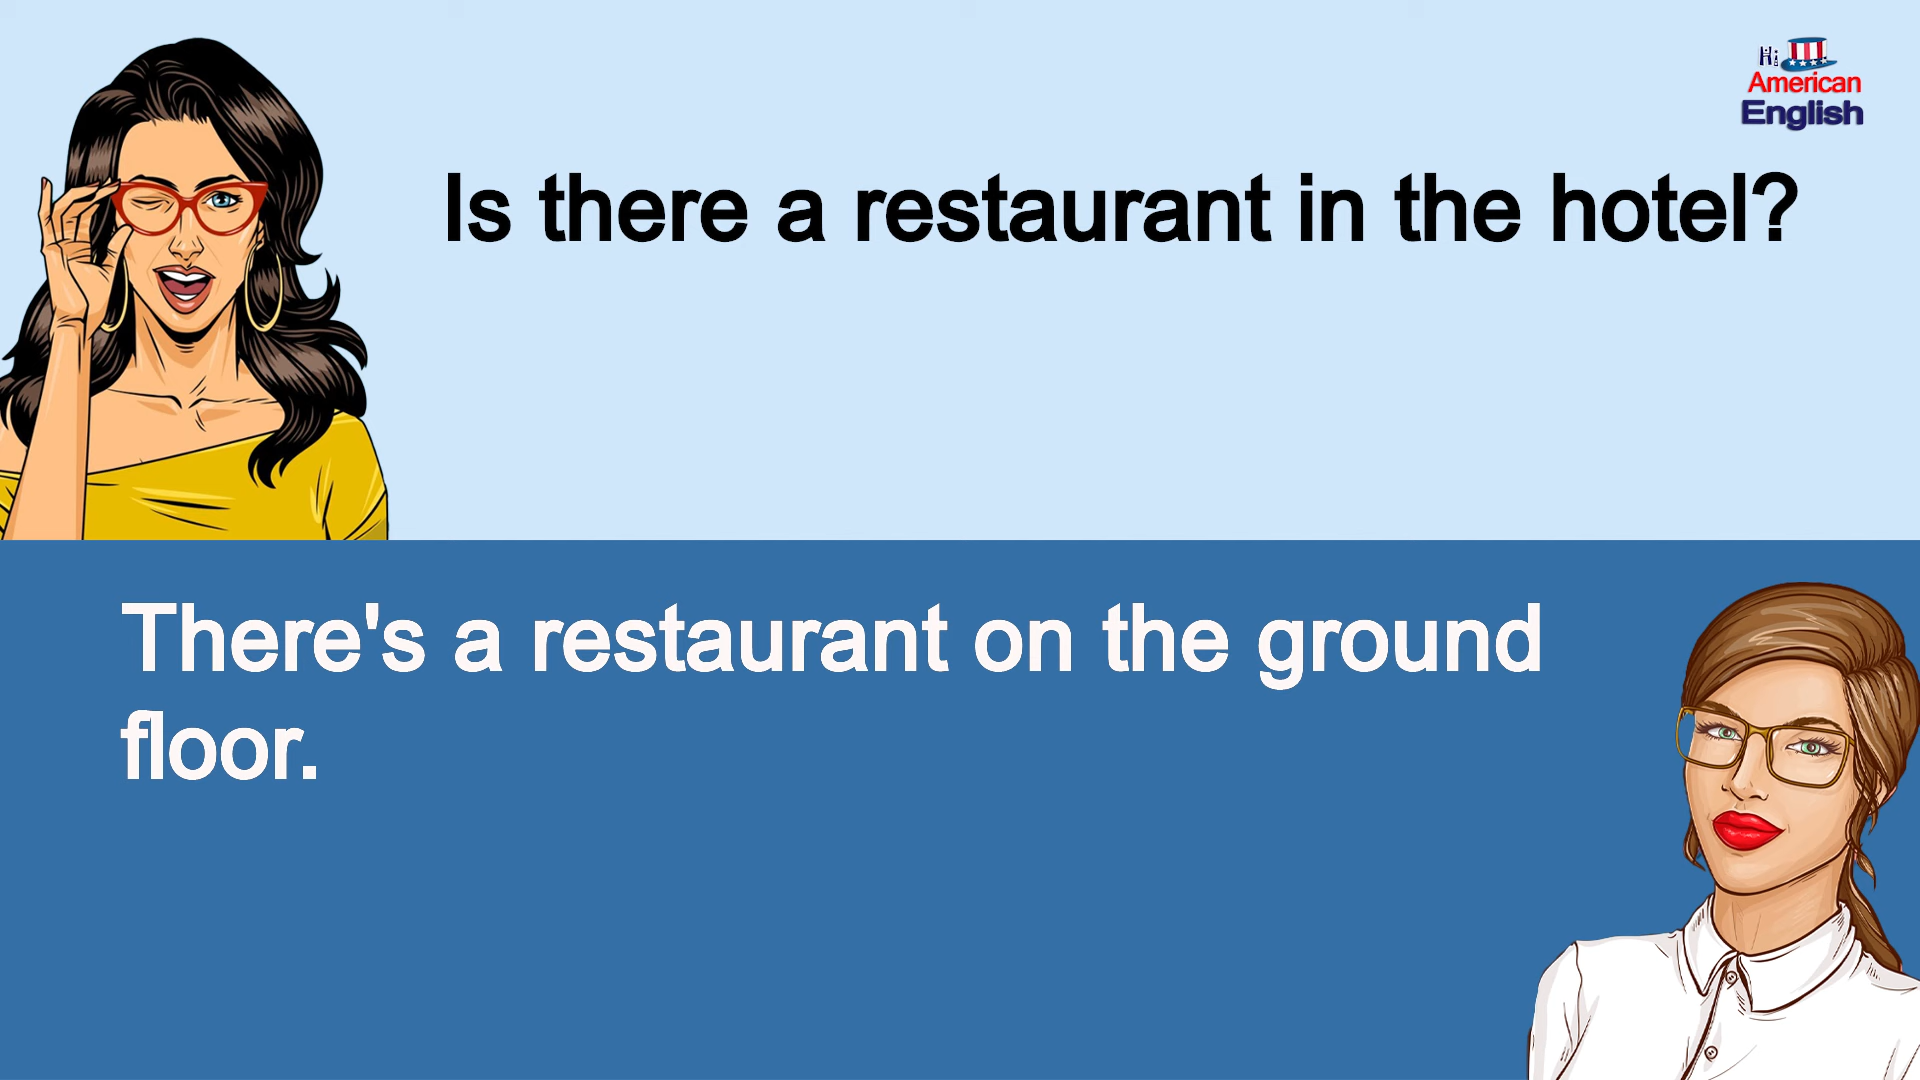 Hi
American
English
Is there a restaurant in the hotel?
There's a restaurant on the ground
floor.